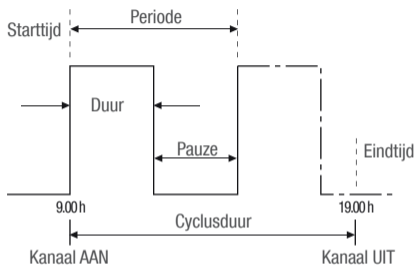 Periode
Starttijd
Duur
Pauze
Eindtijd
9.00 h
Cyclusduur
19.00 h
Kanaal AAN
Kanaal UIT